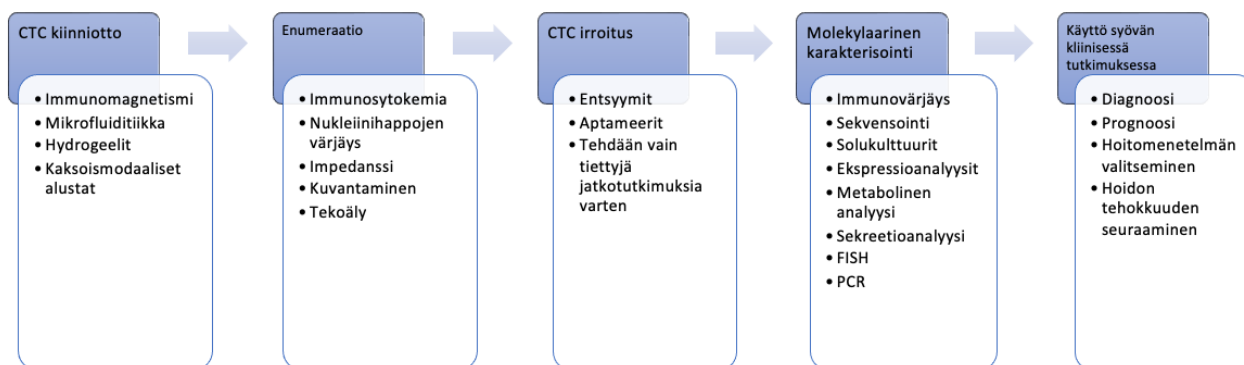 CTC kiinniotto
• Immunomagnetismi
• Mikrofluiditiikka
• Hydrogeelit
• Kaksoismodaaliset
alustat
Enumeraatio
• Immunosytokemia
• Nukleiinihappojen
värjäys
• Impedanssi
• Kuvantaminen
• Tekoäly
CTC irroitus
• Entsyymit
• Aptameerit
• Tehdään vain
tiettyjä
jatkotutkimuksia
varten
Molekylaarinen
karakterisointi
• Immunovärjäys
• Sekvensointi
• Solukulttuurit
• Ekspressioanalyysit
• Metabolinen
analyysi
• Sekreetioanalyysi
• FISH
• PCR
Käyttö syövän
kliinisessä
tutkimuksessa
• Diagnoosi
• Prognoosi
• Hoitomenetelmän
valitseminen
• Hoidon
tehokkuuden
seuraaminen